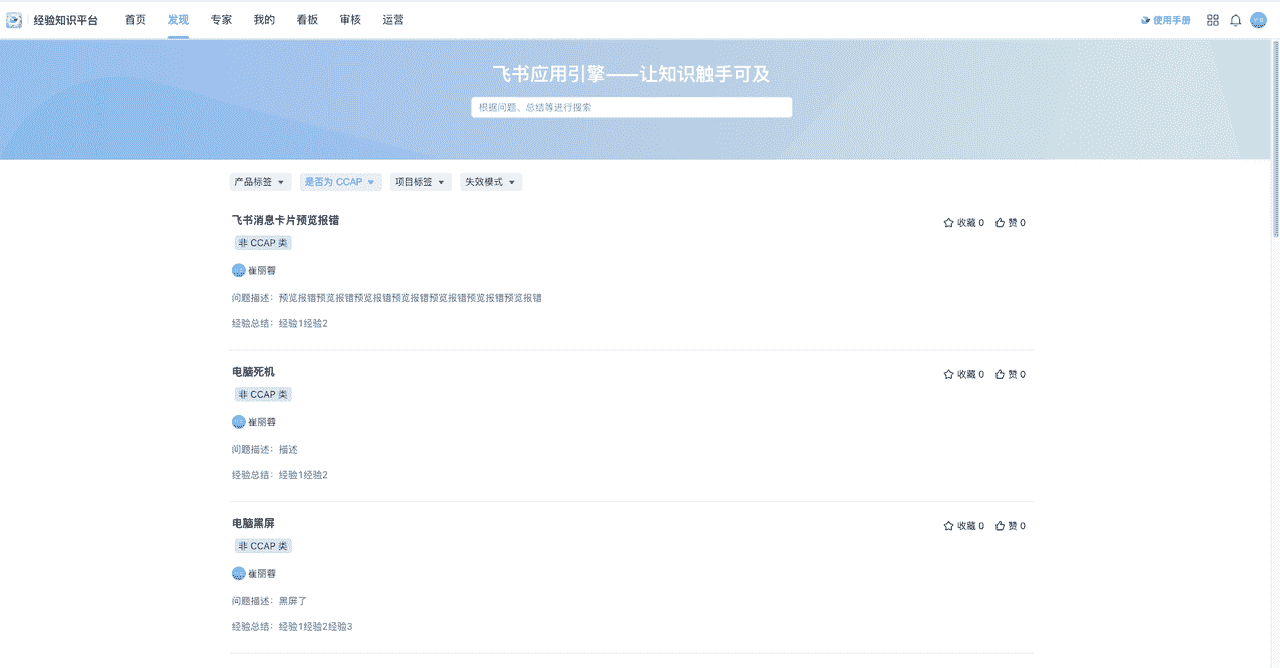 经验知识平台 首页 发现 专家 我的 看板 审核 运营 使用手册
飞书应用引擎——让知识触手可及
根据问题、总结等进行搜索
产品标签 是否为 CCAP 项目标签 失效模式
飞书消息卡片预览报错 收藏 0 赞 0
非 CCAP 类
崔丽蓉
问题描述：预览报错预览报错预览报错预览报错预览报错预览报错预览报错
经验总结：经验1经验2
电脑死机 收藏 0 赞 0
非 CCAP 类
崔丽蓉
问题描述：描述
经验总结：经验1经验2
电脑黑屏 收藏 0 赞 0
非 CCAP 类
崔丽蓉
问题描述：黑屏了
经验总结：经验1经验2经验3